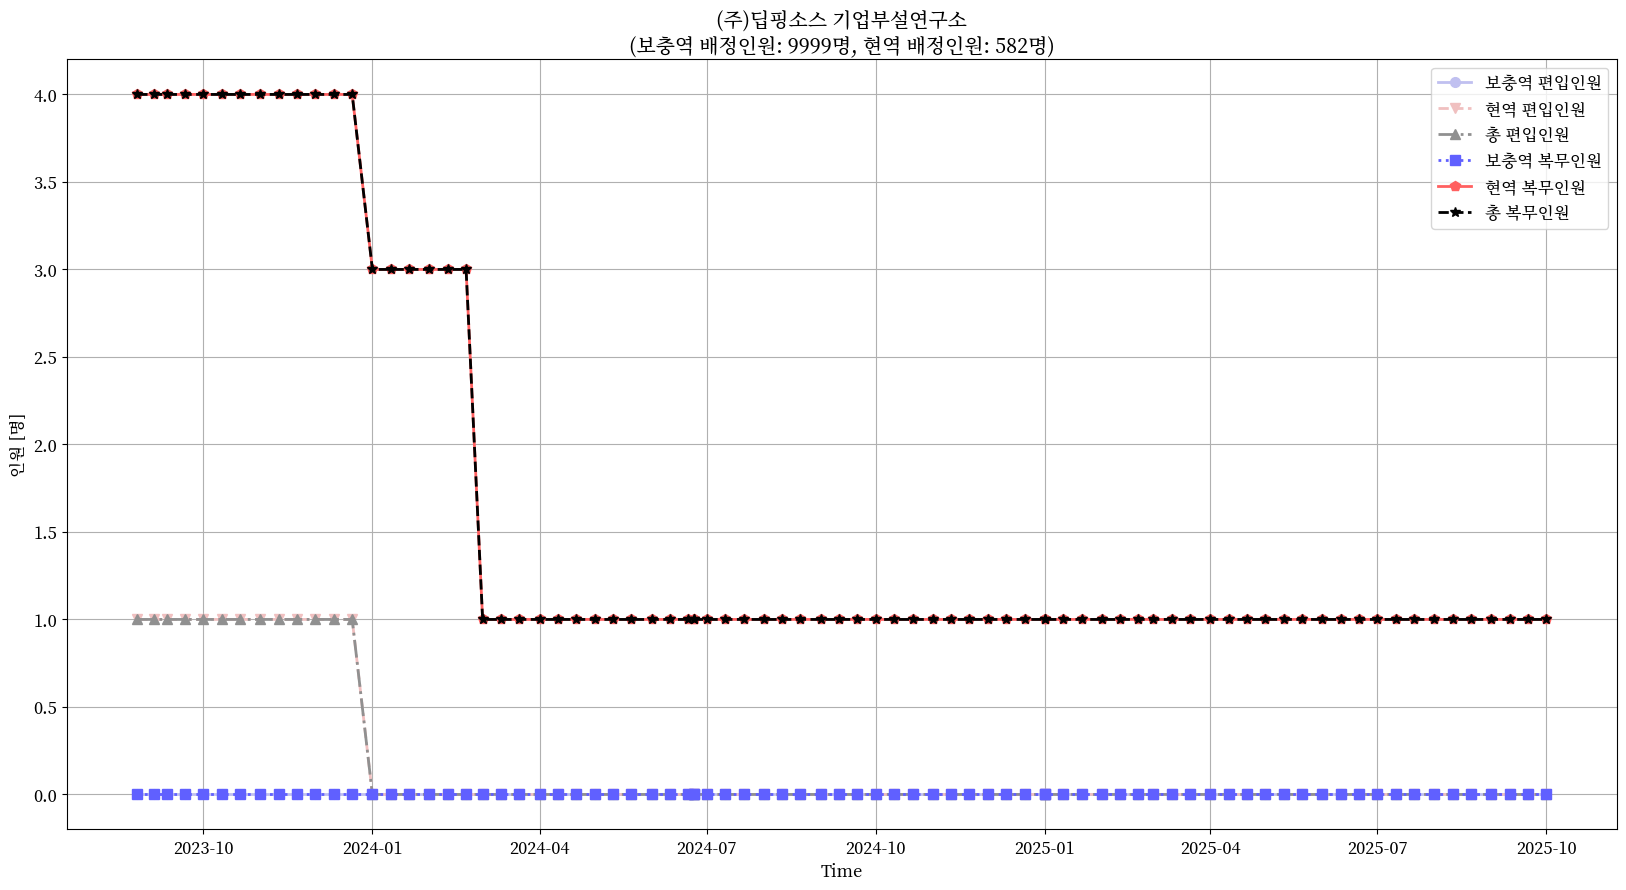 (주)딥핑소스 기업부설연구소
(보충역 배정인원: 9999명, 현역 배정인원: 582명)
보충역 편입인원
현역 편입인원
총 편입인원
보충역 복무인원
현역 복무인원
총 복무인원
인원 [명]
4.0
3.5
3.0
2.5
2.0
1.5
1.0
0.5
0.0
2023-10 2024-01 2024-04 2024-07 2024-10 2025-01 2025-04 2025-07 2025-10
Time